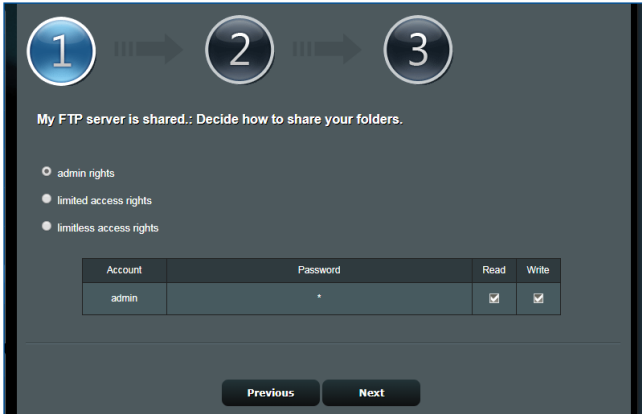 1 2 3
My FTP server is shared.: Decide how to share your folders.
admin rights
limited access rights
limitless access rights
Account Password Read Write
admin *
Previous Next